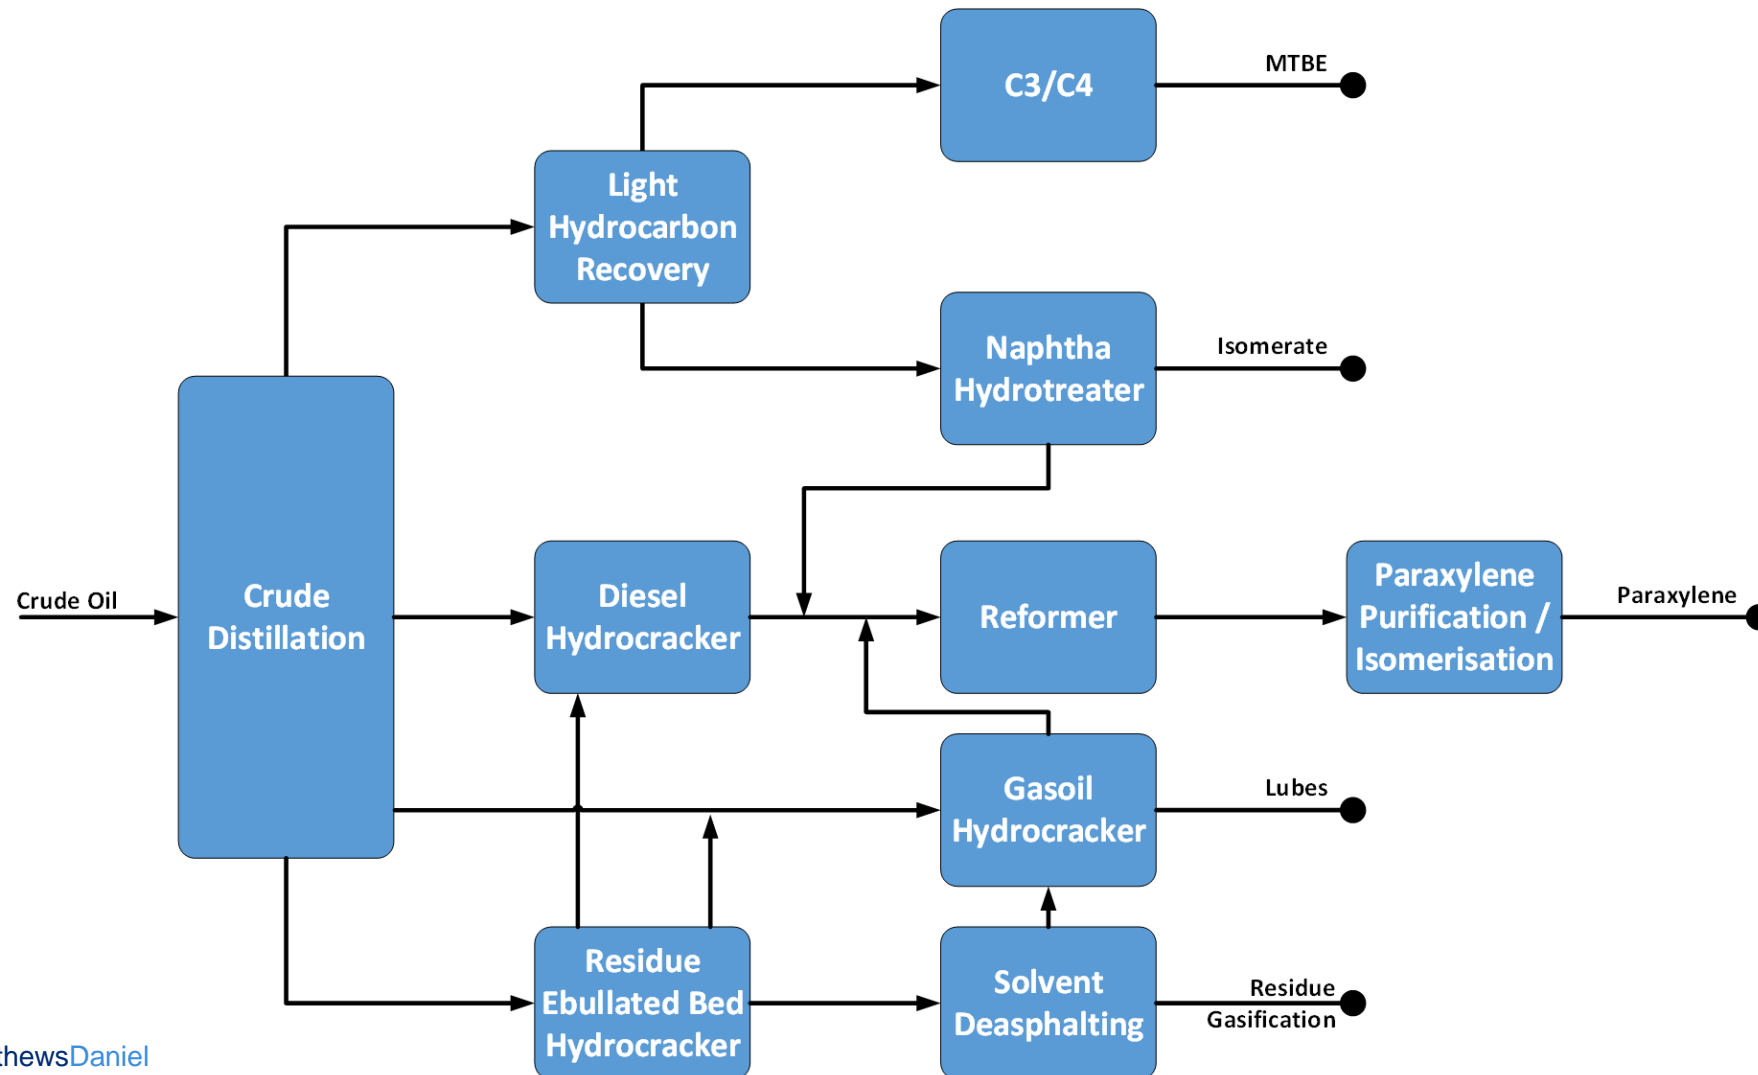 C3/C4
MTBE
Light
Hydrocarbon
Recovery
Naphtha
Hydrotreater
Isomerate
Crude Oil
Crude
Distillation
Diesel
Hydrocracker
Reformer
Paraxylene
Purification /
Isomerisation
Paraxylene
Gasoil
Hydrocracker
Lubes
Residue
Ebullated Bed
Hydrocracker
Solvent
Deasphalting
Residue
Gasification
thewsDaniel